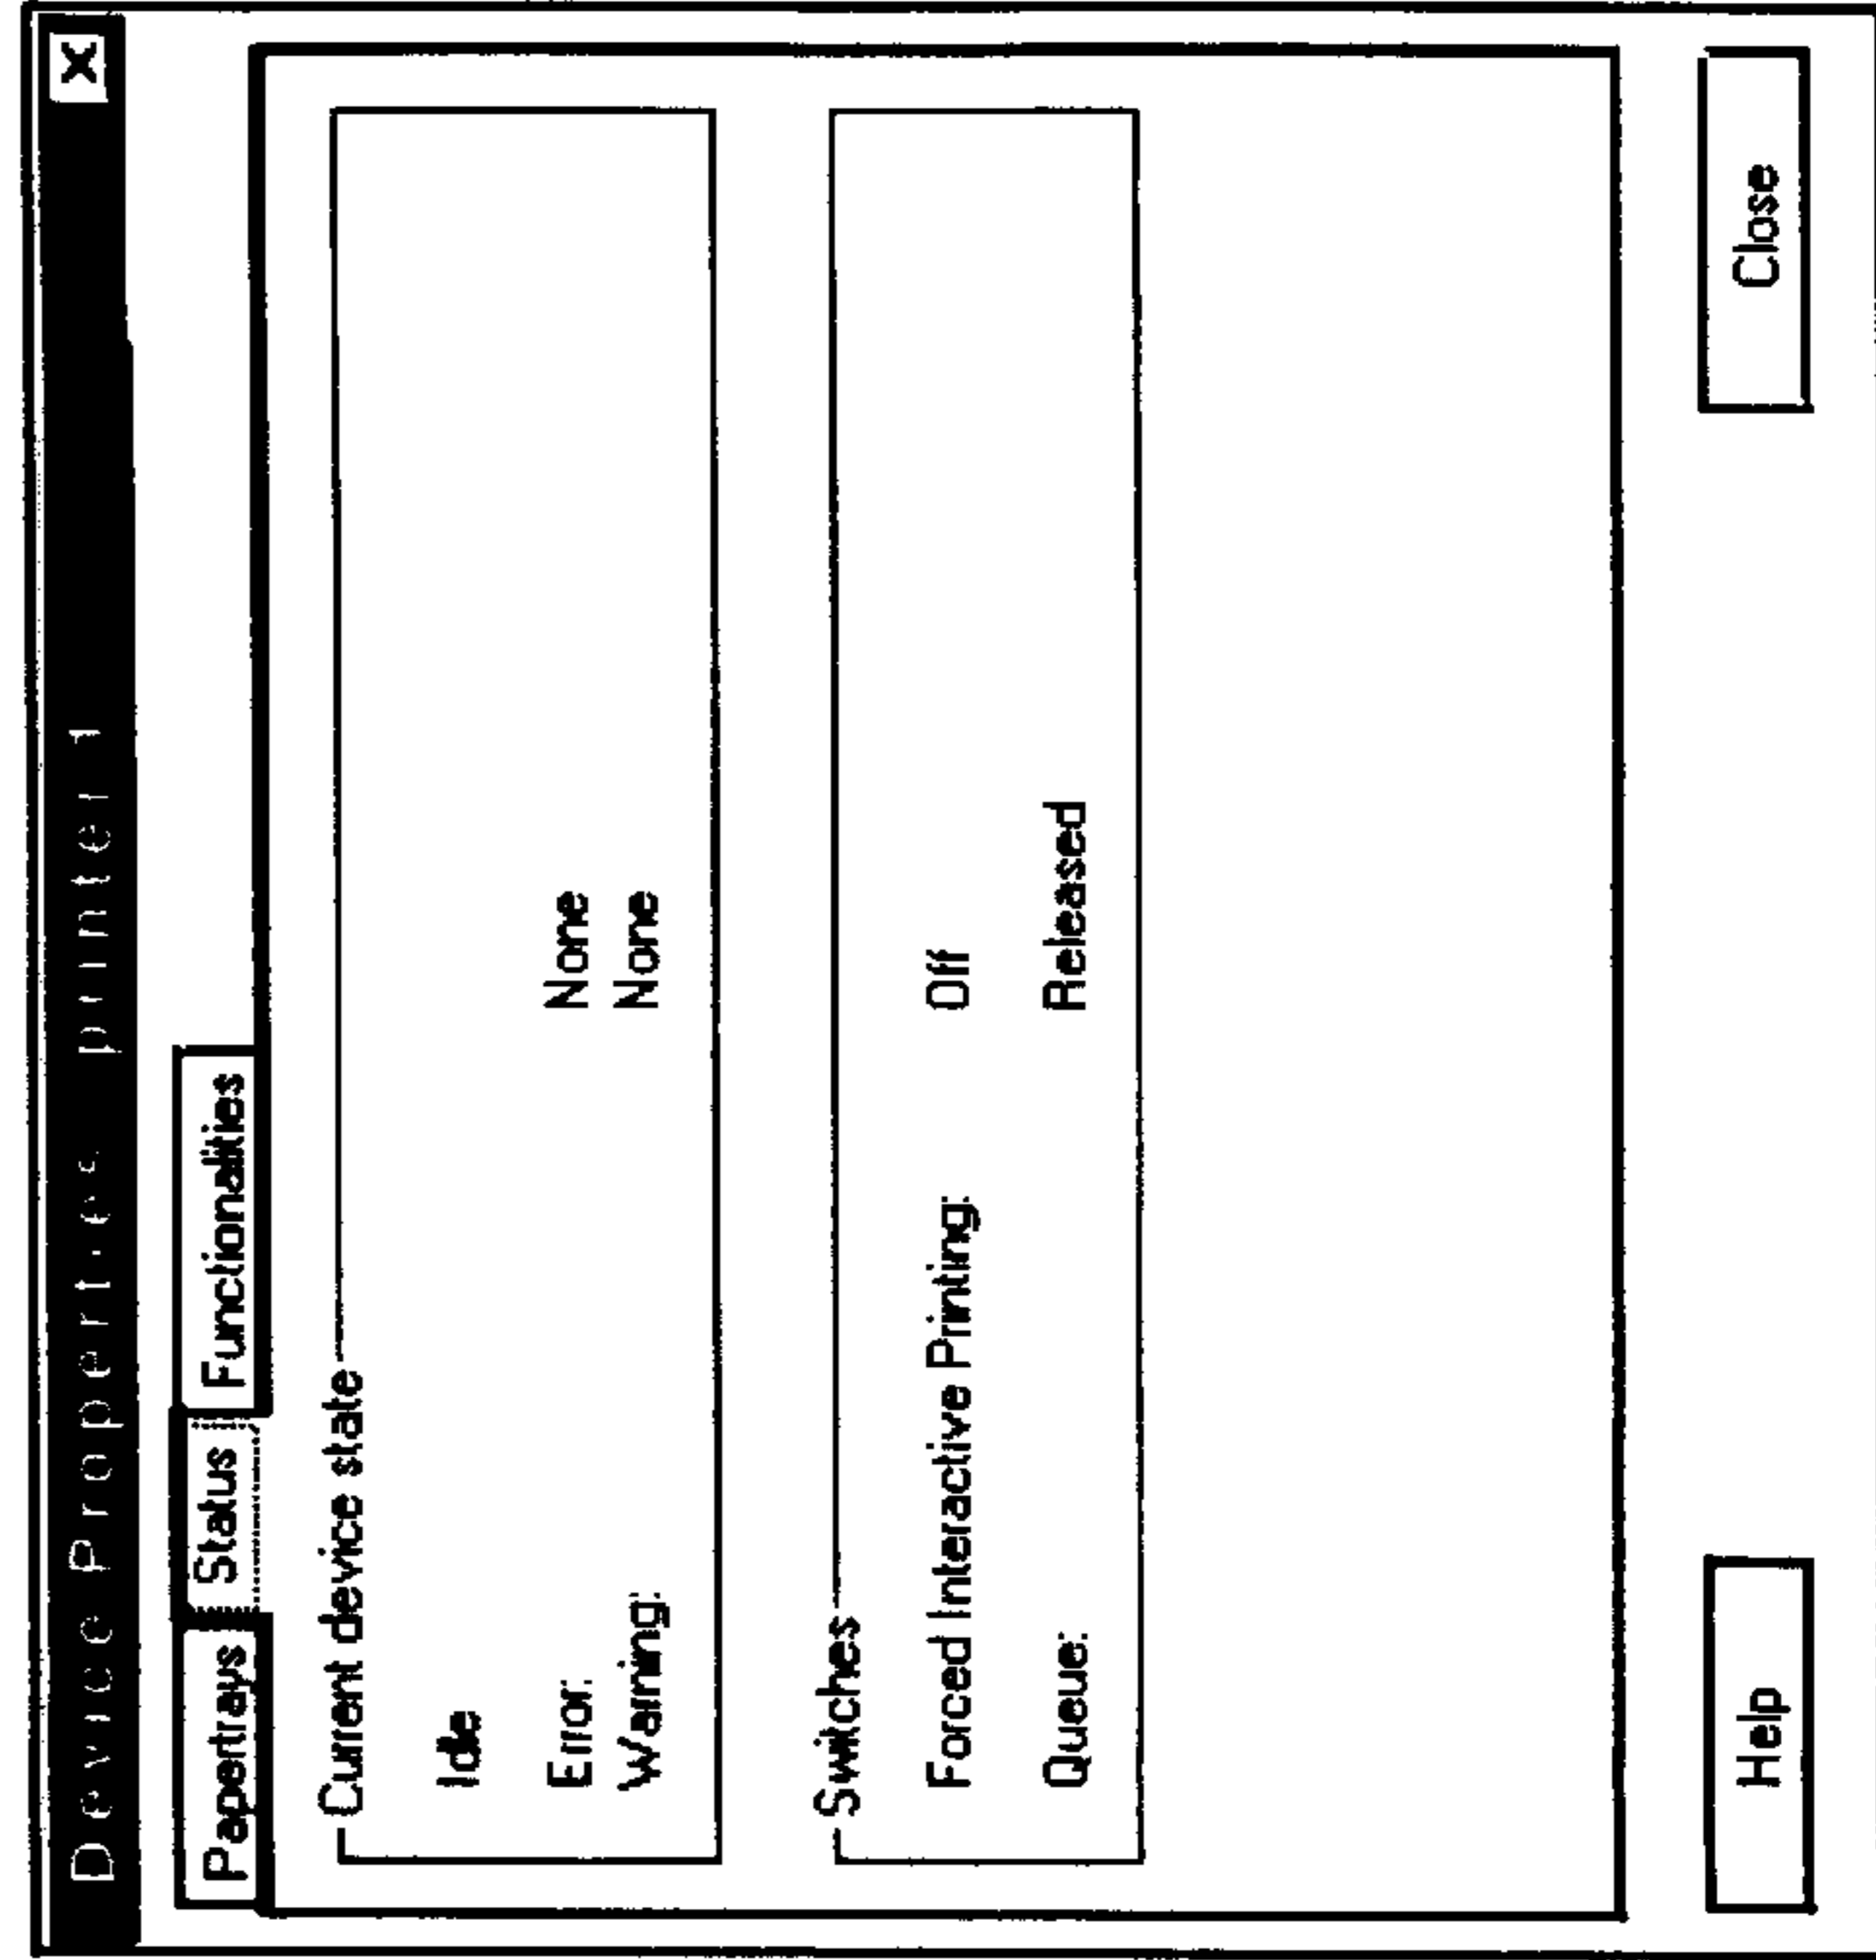 Device Properties printer 1 X
Papertrays Status Functionalities
Current device state
Idle
Error: None
Warning: None
Switches
Forced Interactive Printing: Off
Queue: Released
Help Close